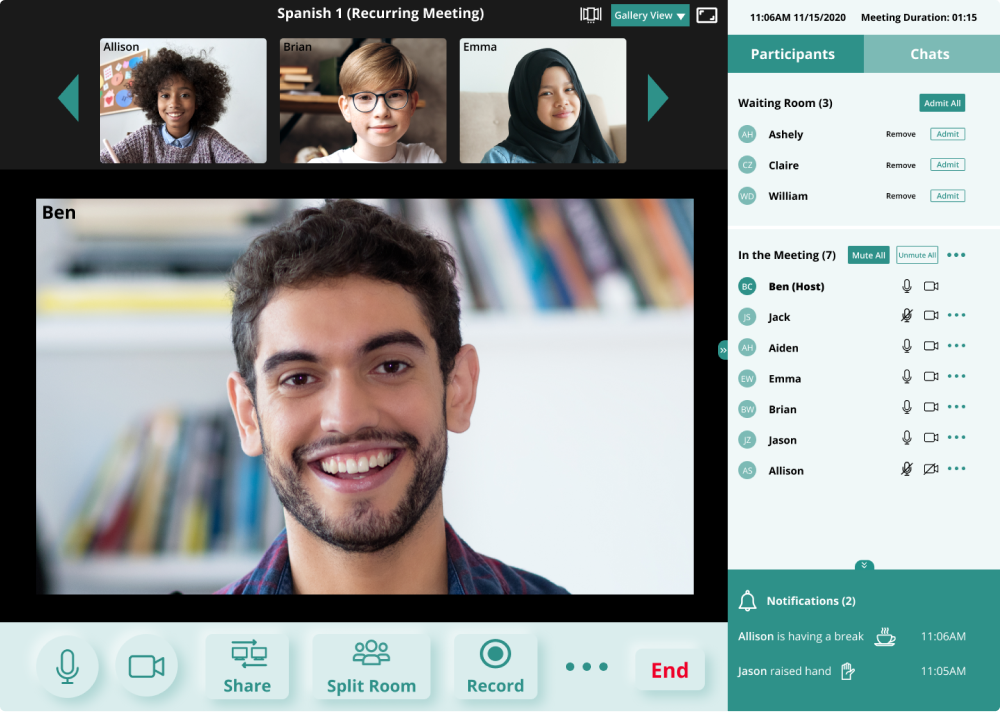 Spanish 1 (Recurring Meeting)
Gallery View
11:06AM 11/15/2020 Meeting Duration: 01:15
Allison
Brian
Emma
Participants
Chats
Waiting Room (3)
Admit All
AH Ashely Remove Admit
CZ Claire Remove Admit
WD William Remove Admit
Ben
In the Meeting (7) Mute All Unmute All
BC Ben (Host)
JS Jack
AH Aiden
EW Emma
BW Brian
JZ Jason
AS Allison
Notifications (2)
Allison is having a break 11:06AM
Jason raised hand 11:05AM
Share
Split Room
Record
End